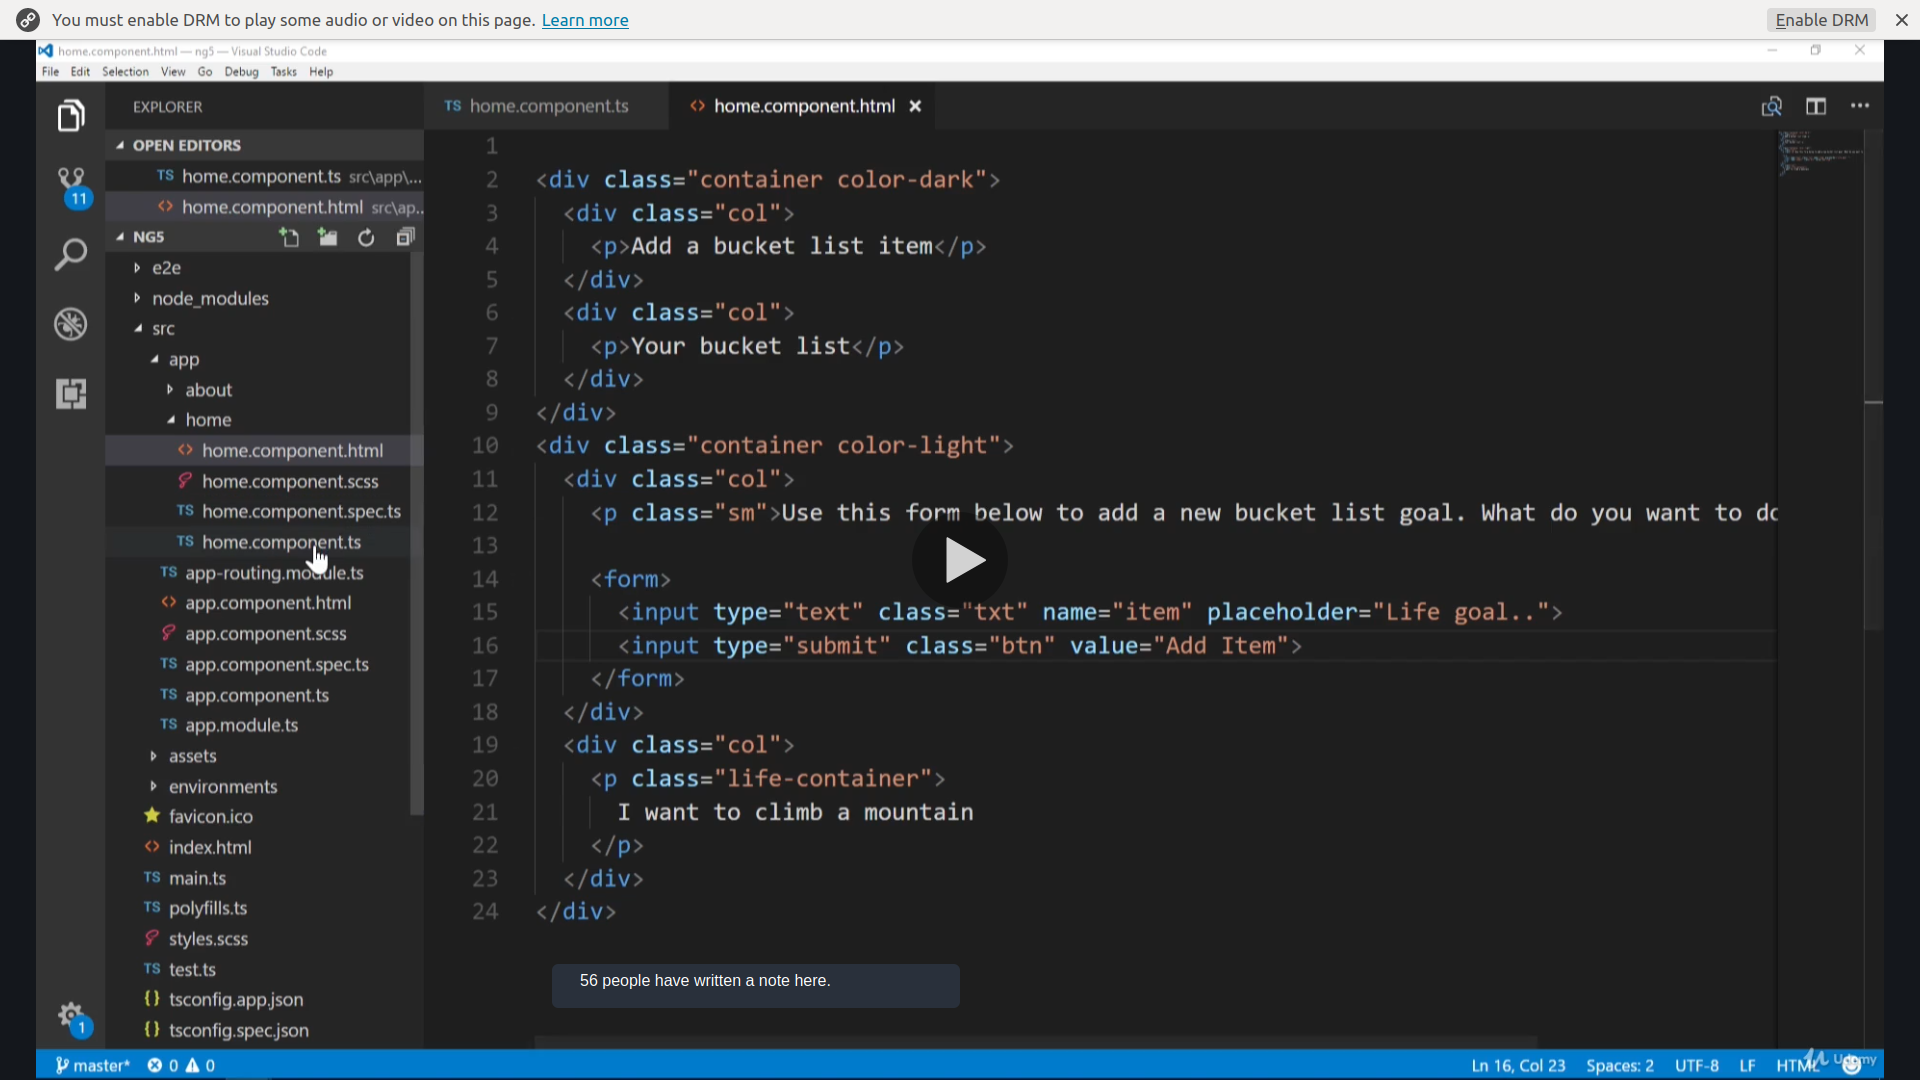 You must enable DRM to play some audio or video on this page. Learn more
Enable DRM
home.component.html — ng5 — Visual Studio Code
File Edit Selection View Go Debug Tasks Help
EXPLORER
TS home.component.ts
<> home.component.html
OPEN EDITORS
TS home.component.ts src\app\...
<> home.component.html src\ap..
NG5
e2e
node_modules
src
app
about
home
<> home.component.html
home.component.scss
TS home.component.spec.ts
TS home.component.ts
TS app-routing.module.ts
<> app.component.html
app.component.scss
TS app.component.spec.ts
TS app.component.ts
TS app.module.ts
assets
environments
favicon.ico
<> index.html
TS main.ts
TS polyfills.ts
styles.scss
TS test.ts
{} tsconfig.app.json
{} tsconfig.spec.json
11
1
1
2 <div class="container color-dark">
3 <div class="col">
4 <p>Add a bucket list item</p>
5 </div>
6 <div class="col">
7 <p>Your bucket list</p>
8 </div>
9 </div>
10 <div class="container color-light">
11 <div class="col">
12 <p class="sm">Use this form below to add a new bucket list goal. What do you want to do
13
14 <form>
15 <input type="text" class="txt" name="item" placeholder="Life goal..">
16 <input type="submit" class="btn" value="Add Item">
17 </form>
18 </div>
19 <div class="col">
20 <p class="life-container">
21 I want to climb a mountain
22 </p>
23 </div>
24 </div>
56 people have written a note here.
master* 0 0
Ln 16, Col 23 Spaces: 2 UTF-8 LF HTML
Udemy